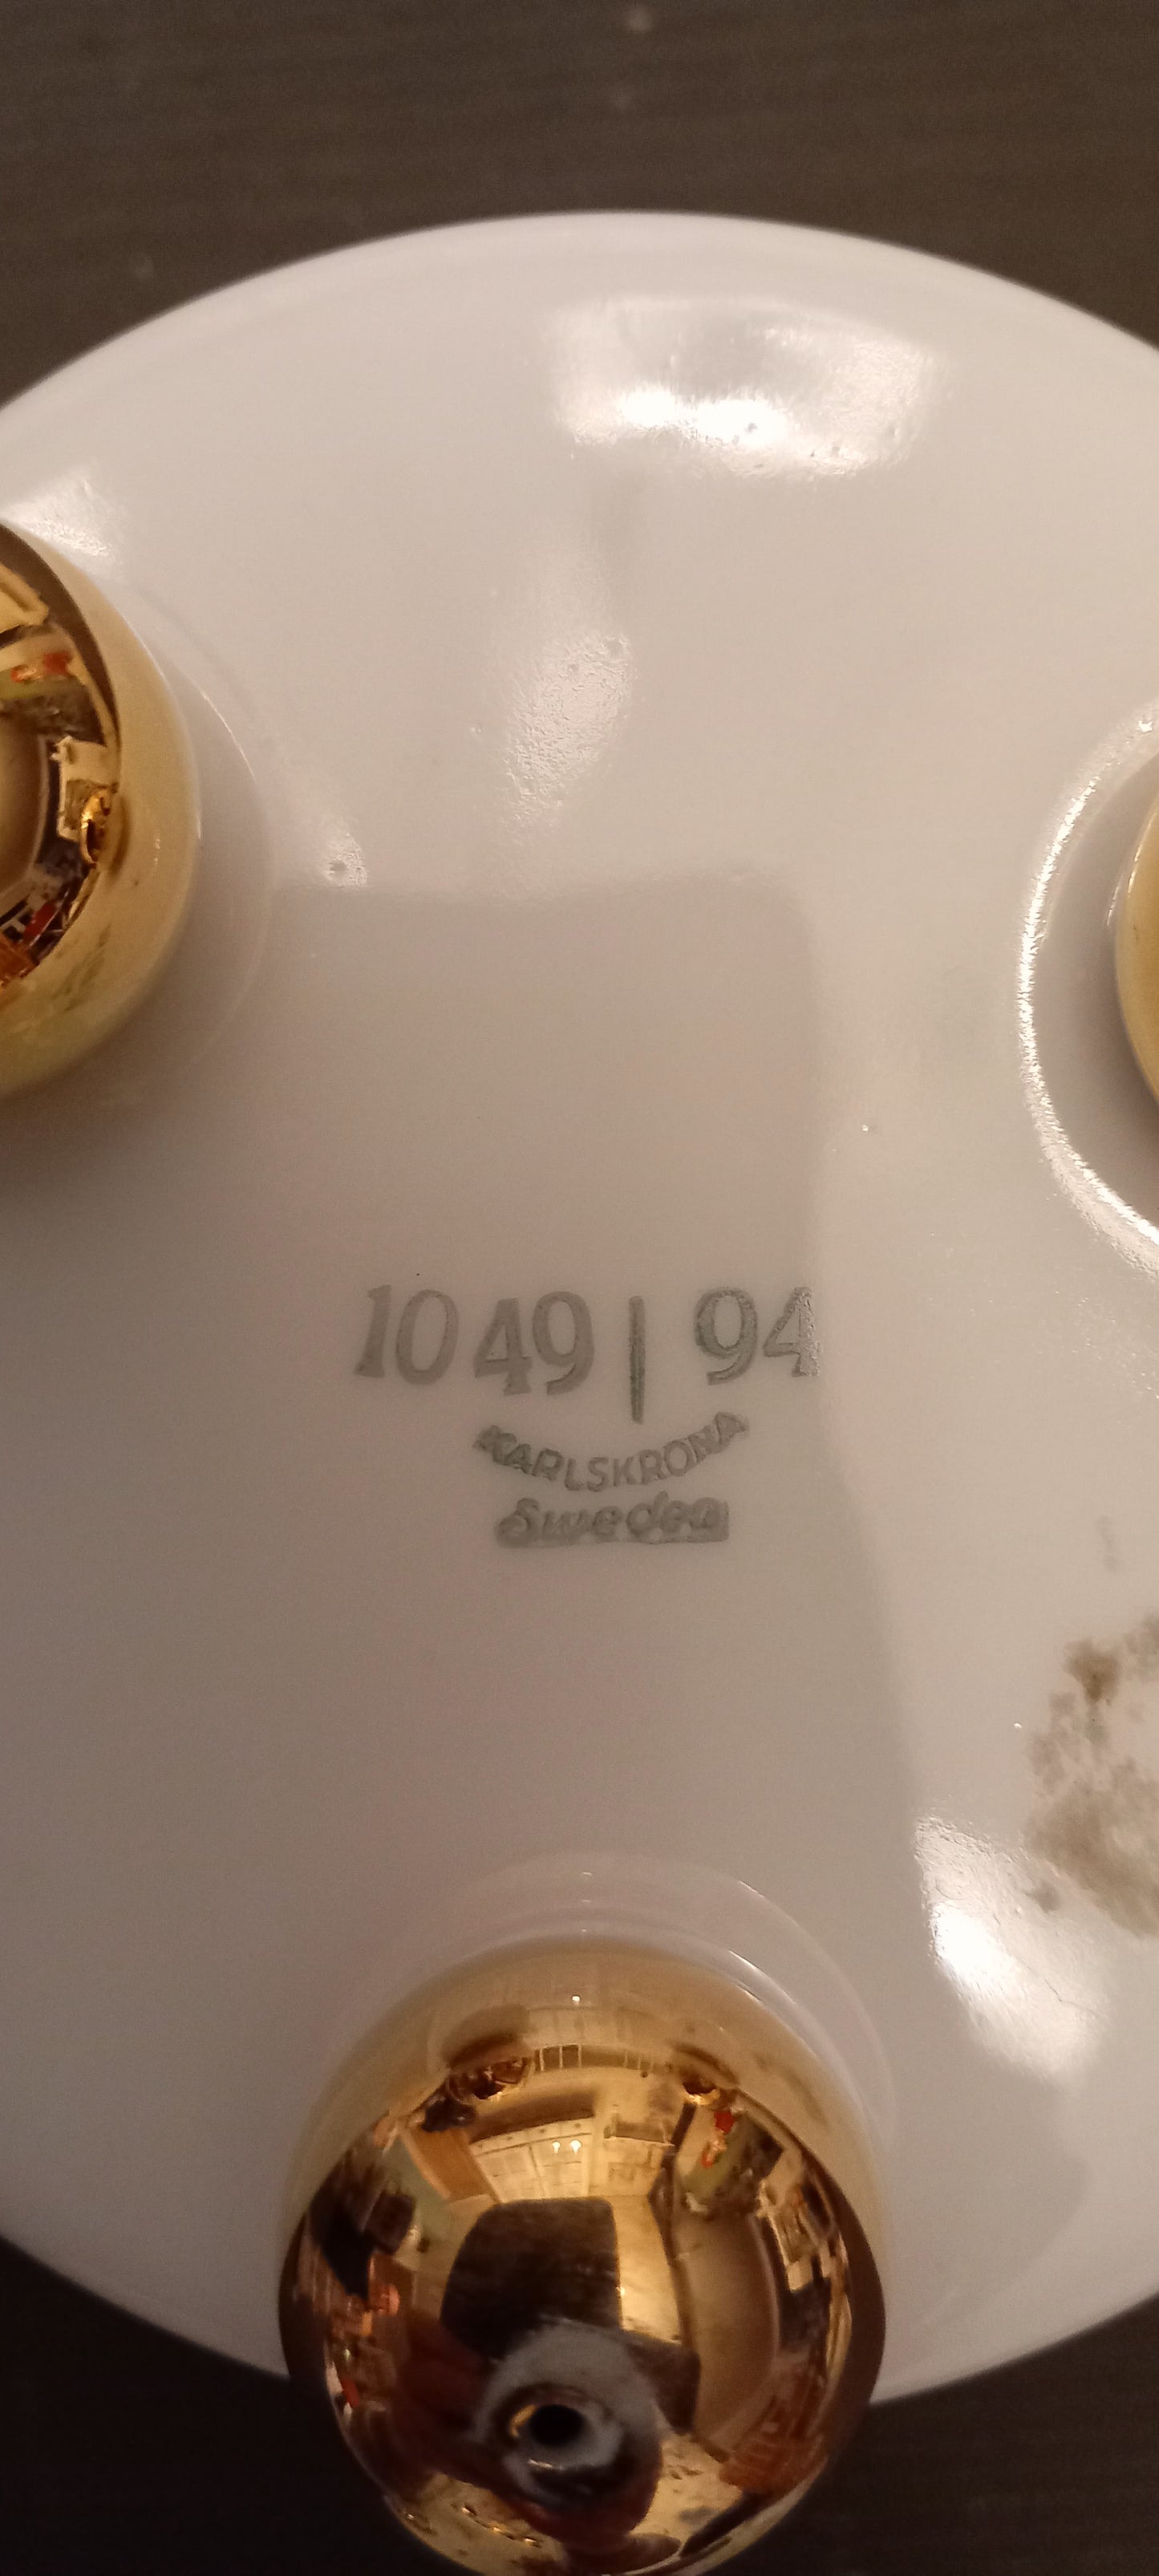 1049 | 94
KARLSKRONA
Sweden